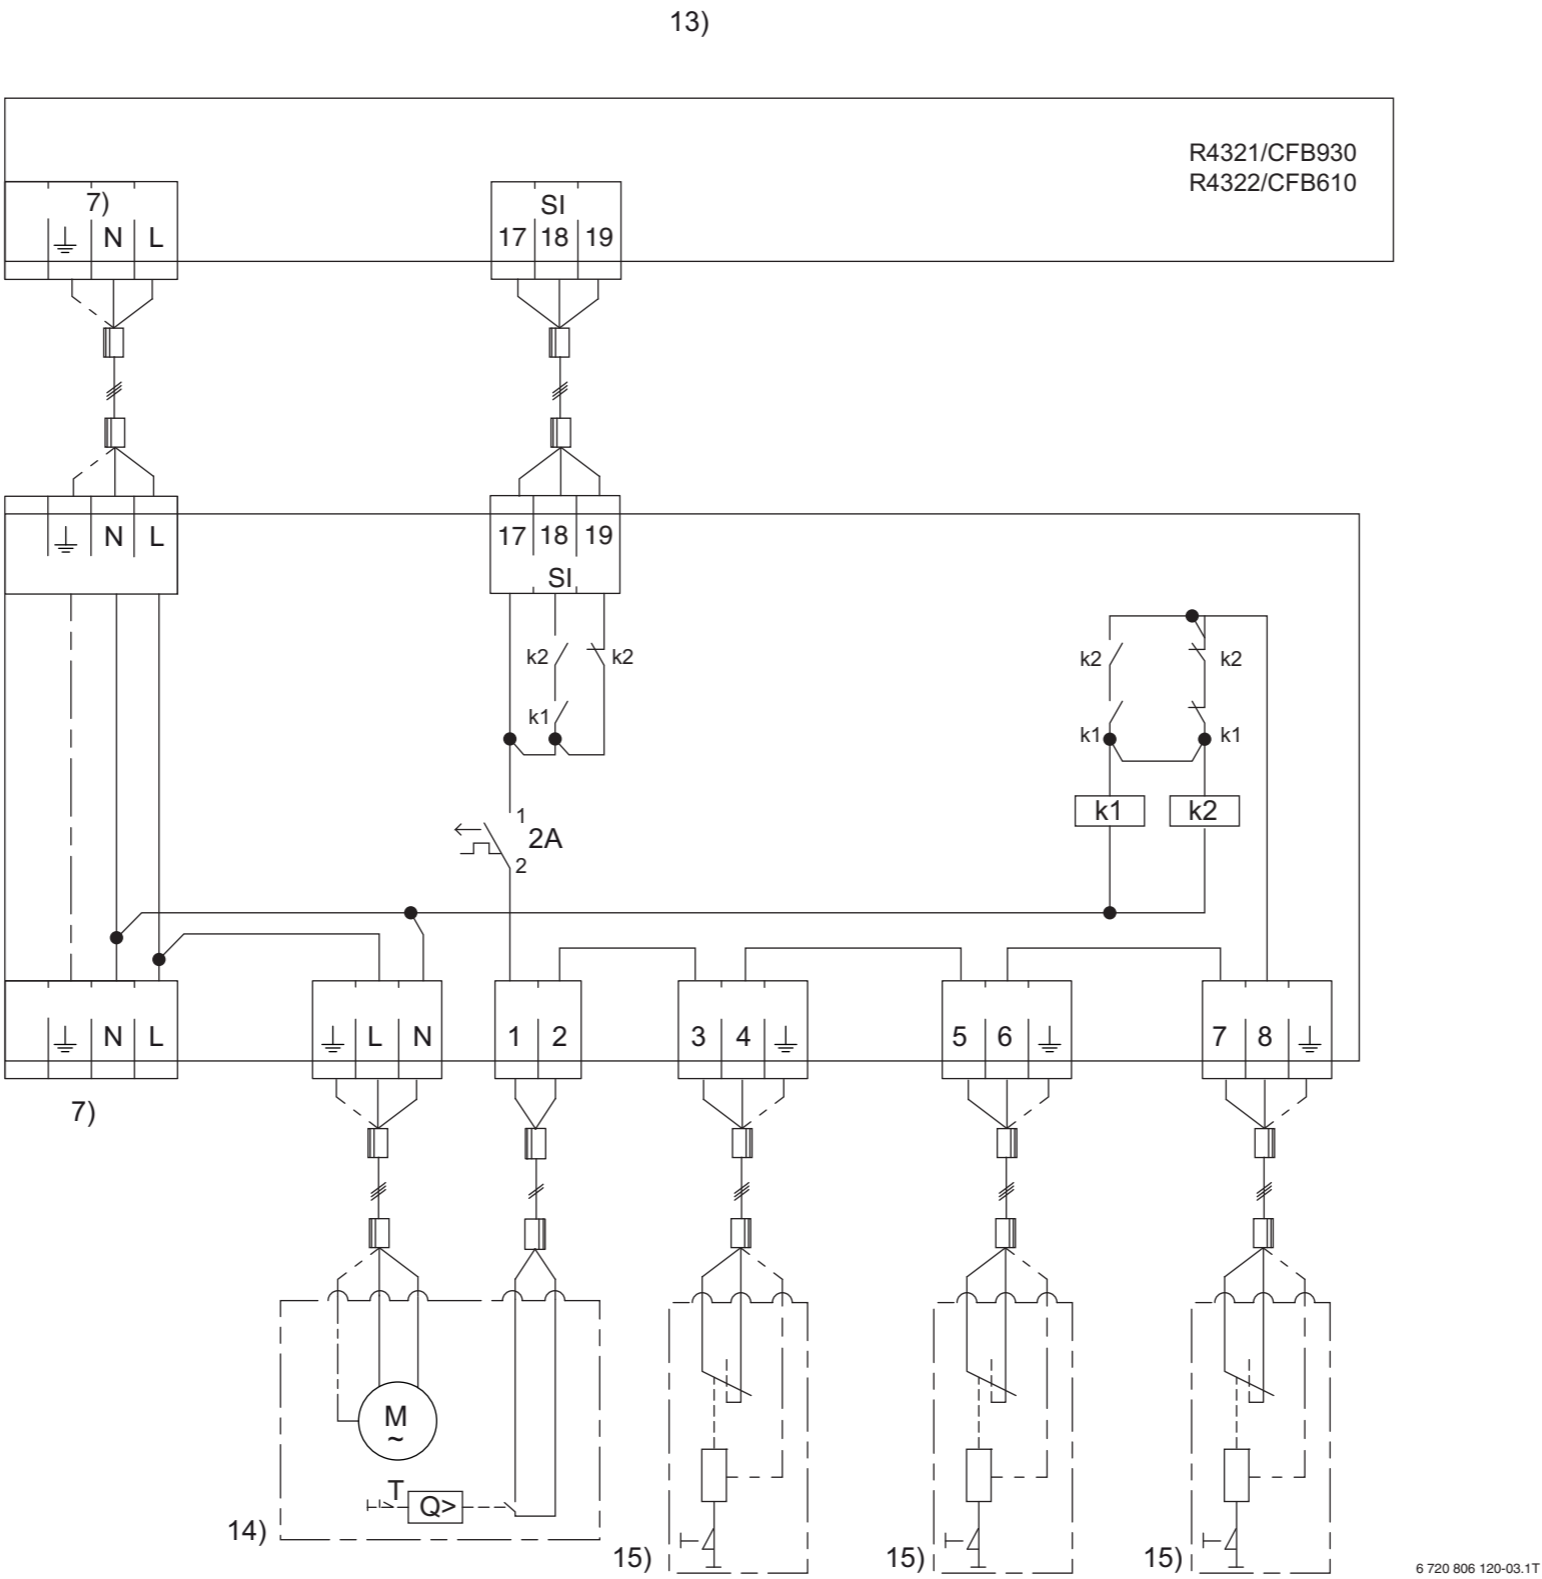 13)
R4321/CFB930
R4322/CFB610
7)
N L
SI
17 18 19
N L
17 18 19
SI
k2 k2
k1
k2 k2
k1 k1
k1 k2
1
2A
2
N L
L N
1 2
3 4
5 6
7 8
7)
M
~
T
Q>
14)
15)
15)
15)
6 720 806 120-03.1T